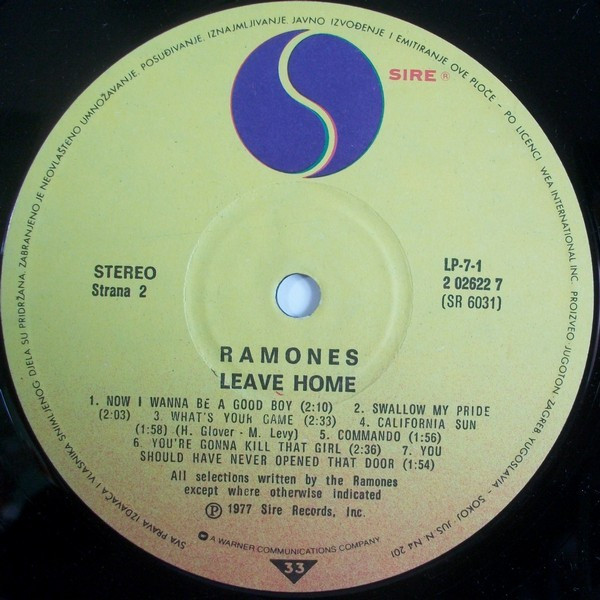 SVA PRAVA IZDAVAČA I VLASNIKA SNIMLJENOG DJELA SU PRIDRŽANA. ZABRANJENO JE NEOVLAŠTENO UMNOŽAVANJE, POSUĐIVANJE, IZNAJMLJIVANJE, JAVNO IZVOĐENJE I EMITIRANJE OVE PLOČE - PO LICENCI WEA INTERNATIONAL INC. PROIZVEO JUGOTON ZAGREB YUGOSLAVIA - SOKOJ JUS N N4 201
SIRE ®
STEREO
Strana 2
LP-7-1
2 02622 7
(SR 6031)
RAMONES
LEAVE HOME
1. NOW I WANNA BE A GOOD BOY (2:10) 2. SWALLOW MY PRIDE
(2:03) 3. WHAT'S YOUR GAME (2:33) 4. CALIFORNIA SUN
(1:58) (H. Glover - M. Levy) 5. COMMANDO (1:56)
6. YOU'RE GONNA KILL THAT GIRL (2:36) 7. YOU
SHOULD HAVE NEVER OPENED THAT DOOR (1:54)
All selections written by the Ramones
except where otherwise indicated
Ⓟ 1977 Sire Records, Inc.
A WARNER COMMUNICATIONS COMPANY
33